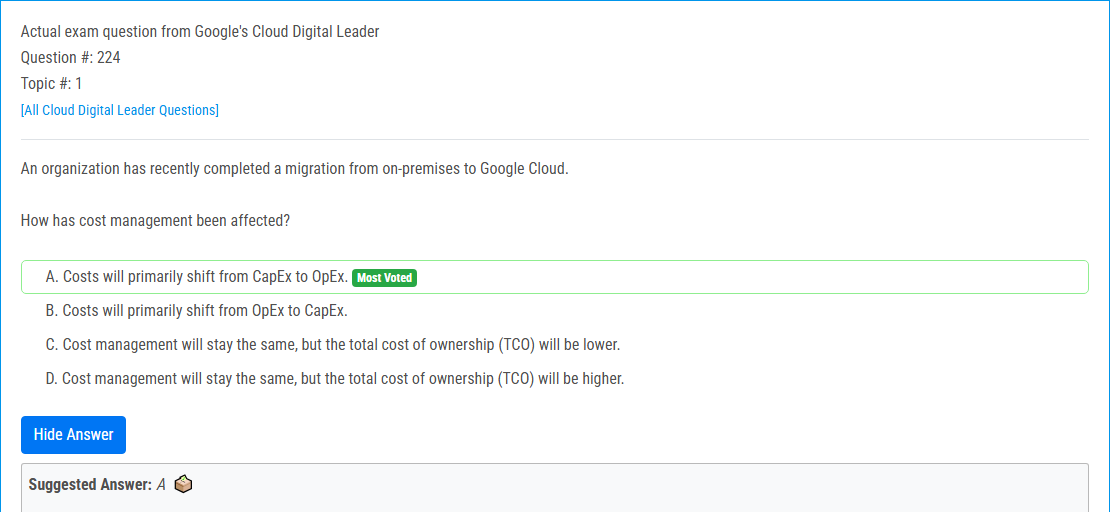 Actual exam question from Google's Cloud Digital Leader
Question #: 224
Topic #: 1
[All Cloud Digital Leader Questions]
An organization has recently completed a migration from on-premises to Google Cloud.
How has cost management been affected?
A. Costs will primarily shift from CapEx to OpEx. Most Voted
B. Costs will primarily shift from OpEx to CapEx.
C. Cost management will stay the same, but the total cost of ownership (TCO) will be lower.
D. Cost management will stay the same, but the total cost of ownership (TCO) will be higher.
Hide Answer
Suggested Answer: A